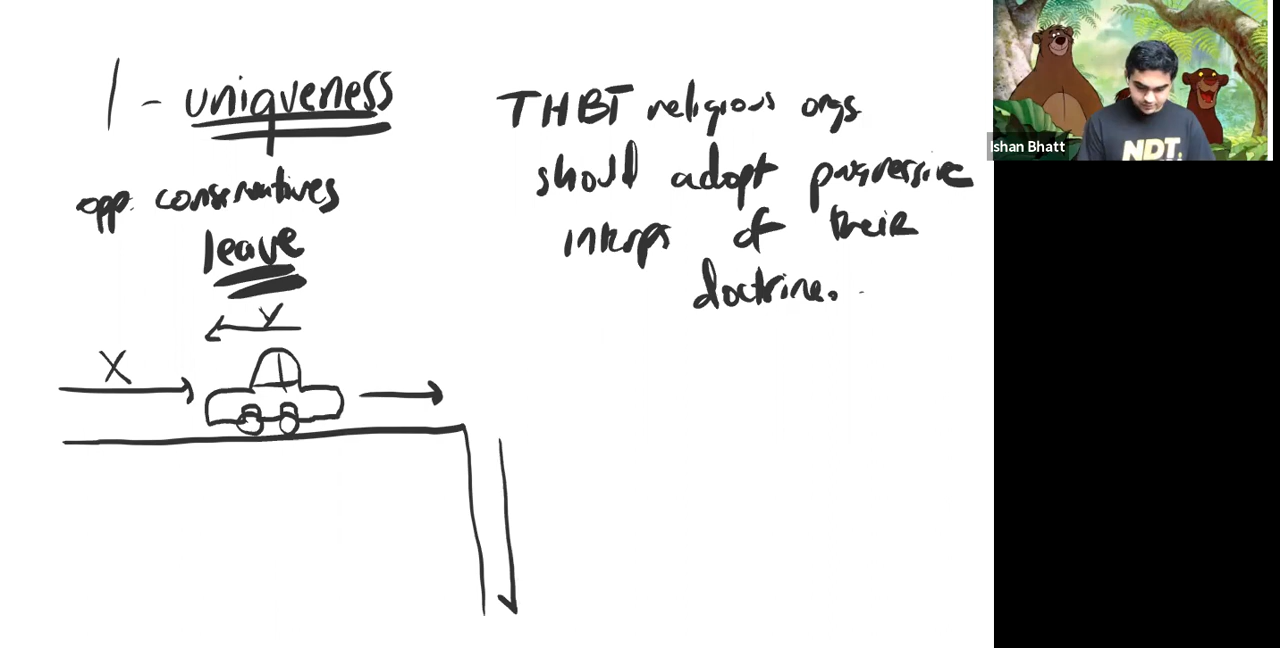 1 - uniqueness
opp. conservatives
leave
Y
X
THBT religious orgs
should adopt progressive
interps of their
doctrine.
Ishan Bhatt
NDT.